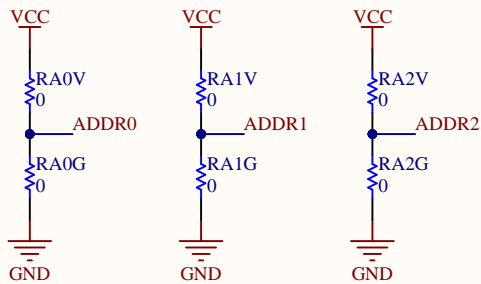 VCC VCC VCC
RA0V RA1V RA2V
0 0 0
ADDR0 ADDR1 ADDR2
RA0G RA1G RA2G
0 0 0
GND GND GND